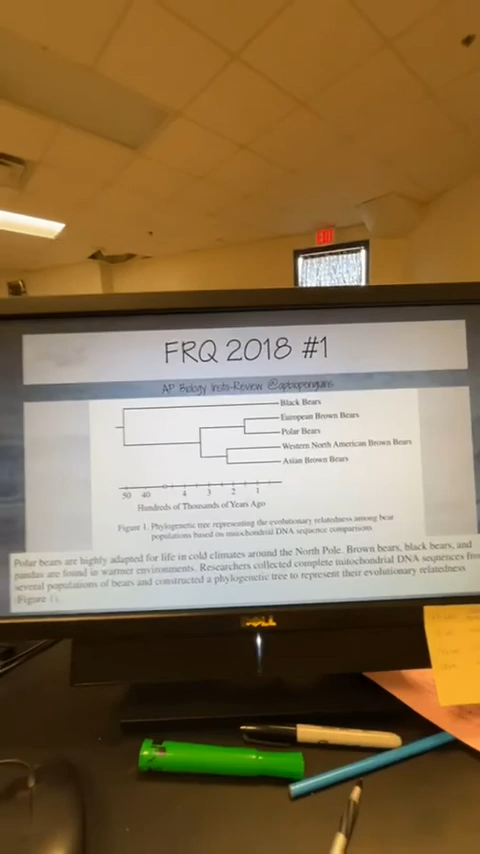 EXIT
FRQ 2018 #1
AP Biology Insta-Review @apbiopenguins
Black Bears
European Brown Bears
Polar Bears
Western North American Brown Bears
Asian Brown Bears
50 40 4 3 2 1
Hundreds of Thousands of Years Ago
Figure 1. Phylogenetic tree representing the evolutionary relatedness among bear
populations based on mitochondrial DNA sequence comparisons
Polar bears are highly adapted for life in cold climates around the North Pole. Brown bears, black bears, and
pandas are found in warmer environments. Researchers collected complete mitochondrial DNA sequences from
several populations of bears and constructed a phylogenetic tree to represent their evolutionary relatedness
(Figure 1).
DELL